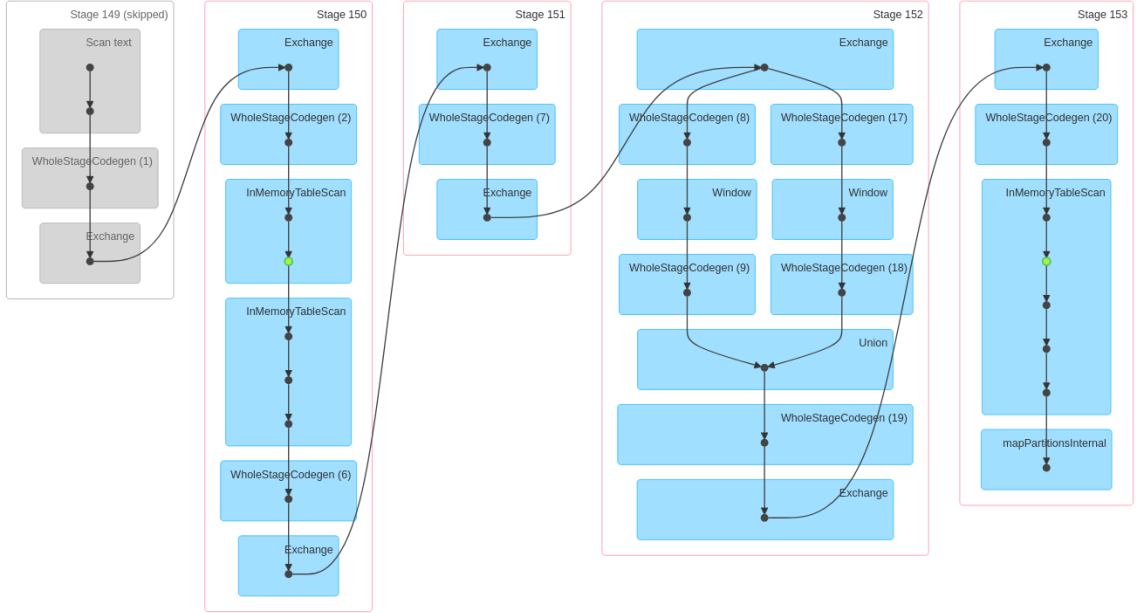 Stage 149 (skipped)
Scan text
WholeStageCodegen (1)
Exchange
Stage 150
Exchange
WholeStageCodegen (2)
InMemoryTableScan
InMemoryTableScan
WholeStageCodegen (6)
Exchange
Stage 151
Exchange
WholeStageCodegen (7)
Exchange
Stage 152
Exchange
WholeStageCodegen (8)
WholeStageCodegen (17)
Window
Window
WholeStageCodegen (9)
WholeStageCodegen (18)
Union
WholeStageCodegen (19)
Exchange
Stage 153
Exchange
WholeStageCodegen (20)
InMemoryTableScan
mapPartitionsInternal